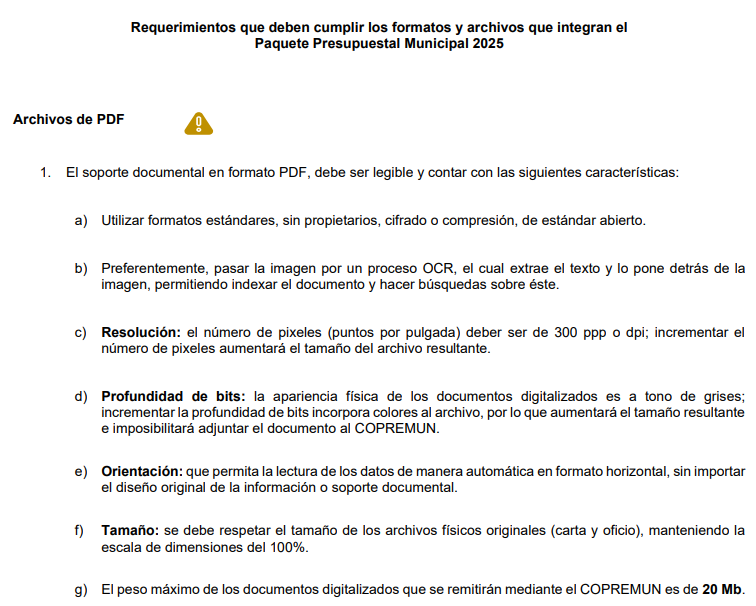 Requerimientos que deben cumplir los formatos y archivos que integran el
Paquete Presupuestal Municipal 2025
Archivos de PDF
1. El soporte documental en formato PDF, debe ser legible y contar con las siguientes características:
a) Utilizar formatos estándares, sin propietarios, cifrado o compresión, de estándar abierto.
b) Preferentemente, pasar la imagen por un proceso OCR, el cual extrae el texto y lo pone detrás de la
imagen, permitiendo indexar el documento y hacer búsquedas sobre éste.
c) Resolución: el número de pixeles (puntos por pulgada) deber ser de 300 ppp o dpi; incrementar el
número de pixeles aumentará el tamaño del archivo resultante.
d) Profundidad de bits: la apariencia física de los documentos digitalizados es a tono de grises;
incrementar la profundidad de bits incorpora colores al archivo, por lo que aumentará el tamaño resultante
e imposibilitará adjuntar el documento al COPREMUN.
e) Orientación: que permita la lectura de los datos de manera automática en formato horizontal, sin importar
el diseño original de la información o soporte documental.
f) Tamaño: se debe respetar el tamaño de los archivos físicos originales (carta y oficio), manteniendo la
escala de dimensiones del 100%.
g) El peso máximo de los documentos digitalizados que se remitirán mediante el COPREMUN es de 20 Mb.